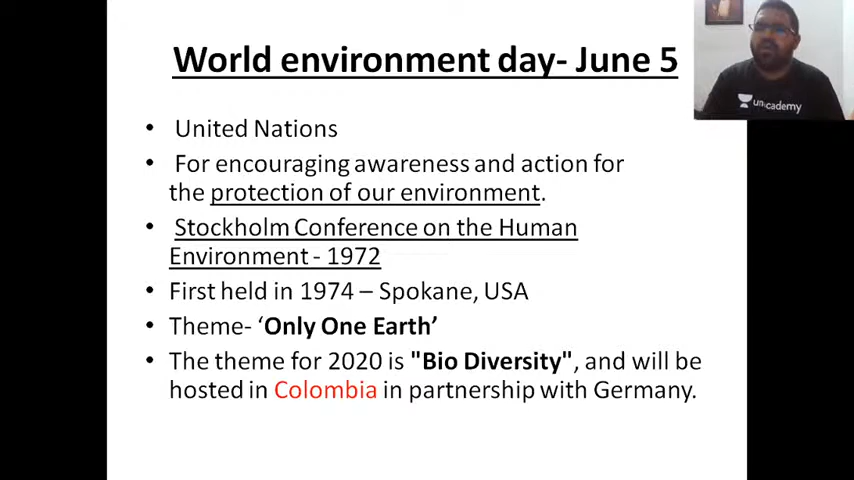 World environment day- June 5
unacademy
• United Nations
• For encouraging awareness and action for
the protection of our environment.
• Stockholm Conference on the Human
Environment - 1972
• First held in 1974 – Spokane, USA
• Theme- ‘Only One Earth’
• The theme for 2020 is "Bio Diversity", and will be
hosted in Colombia in partnership with Germany.